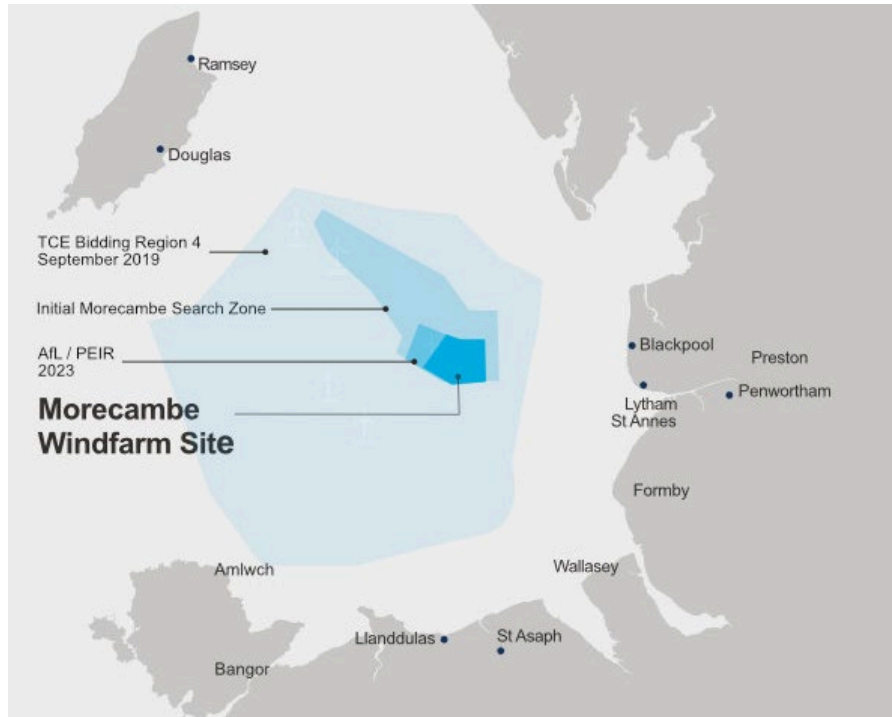 Ramsey
Douglas
TCE Bidding Region 4
September 2019
Initial Morecambe Search Zone
AfL / PEIR
2023
Morecambe
Windfarm Site
Blackpool
Preston
Penwortham
Lytham
St Annes
Formby
Wallasey
Amlwch
Llanddulas
St Asaph
Bangor